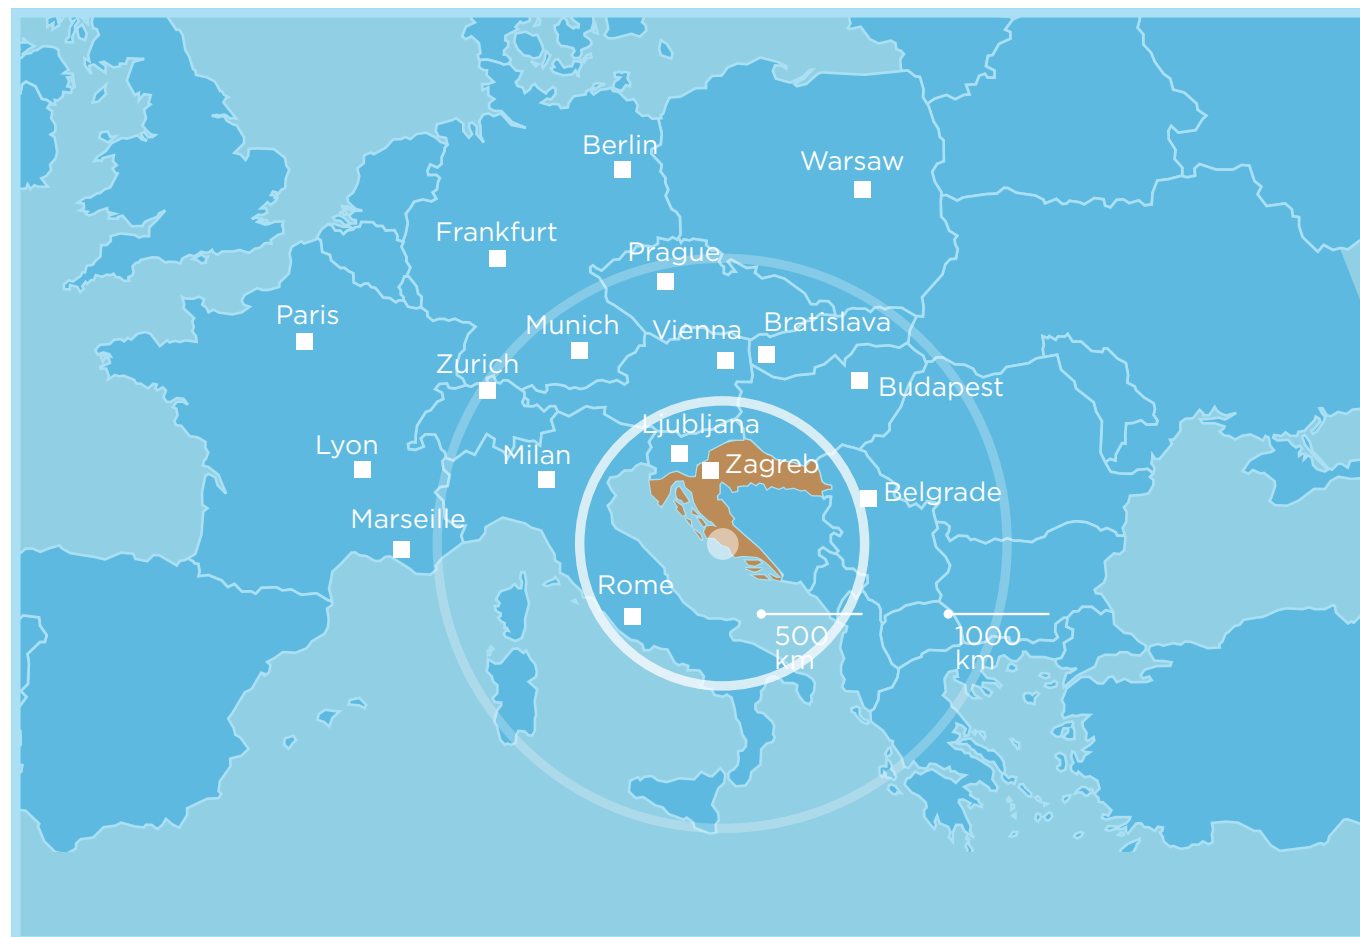 Berlin
Warsaw
Frankfurt
Prague
Paris
Munich
Vienna
Bratislava
Zurich
Budapest
Ljubljana
Lyon
Milan
Zagreb
Belgrade
Marseille
Rome
500
km
1000
km